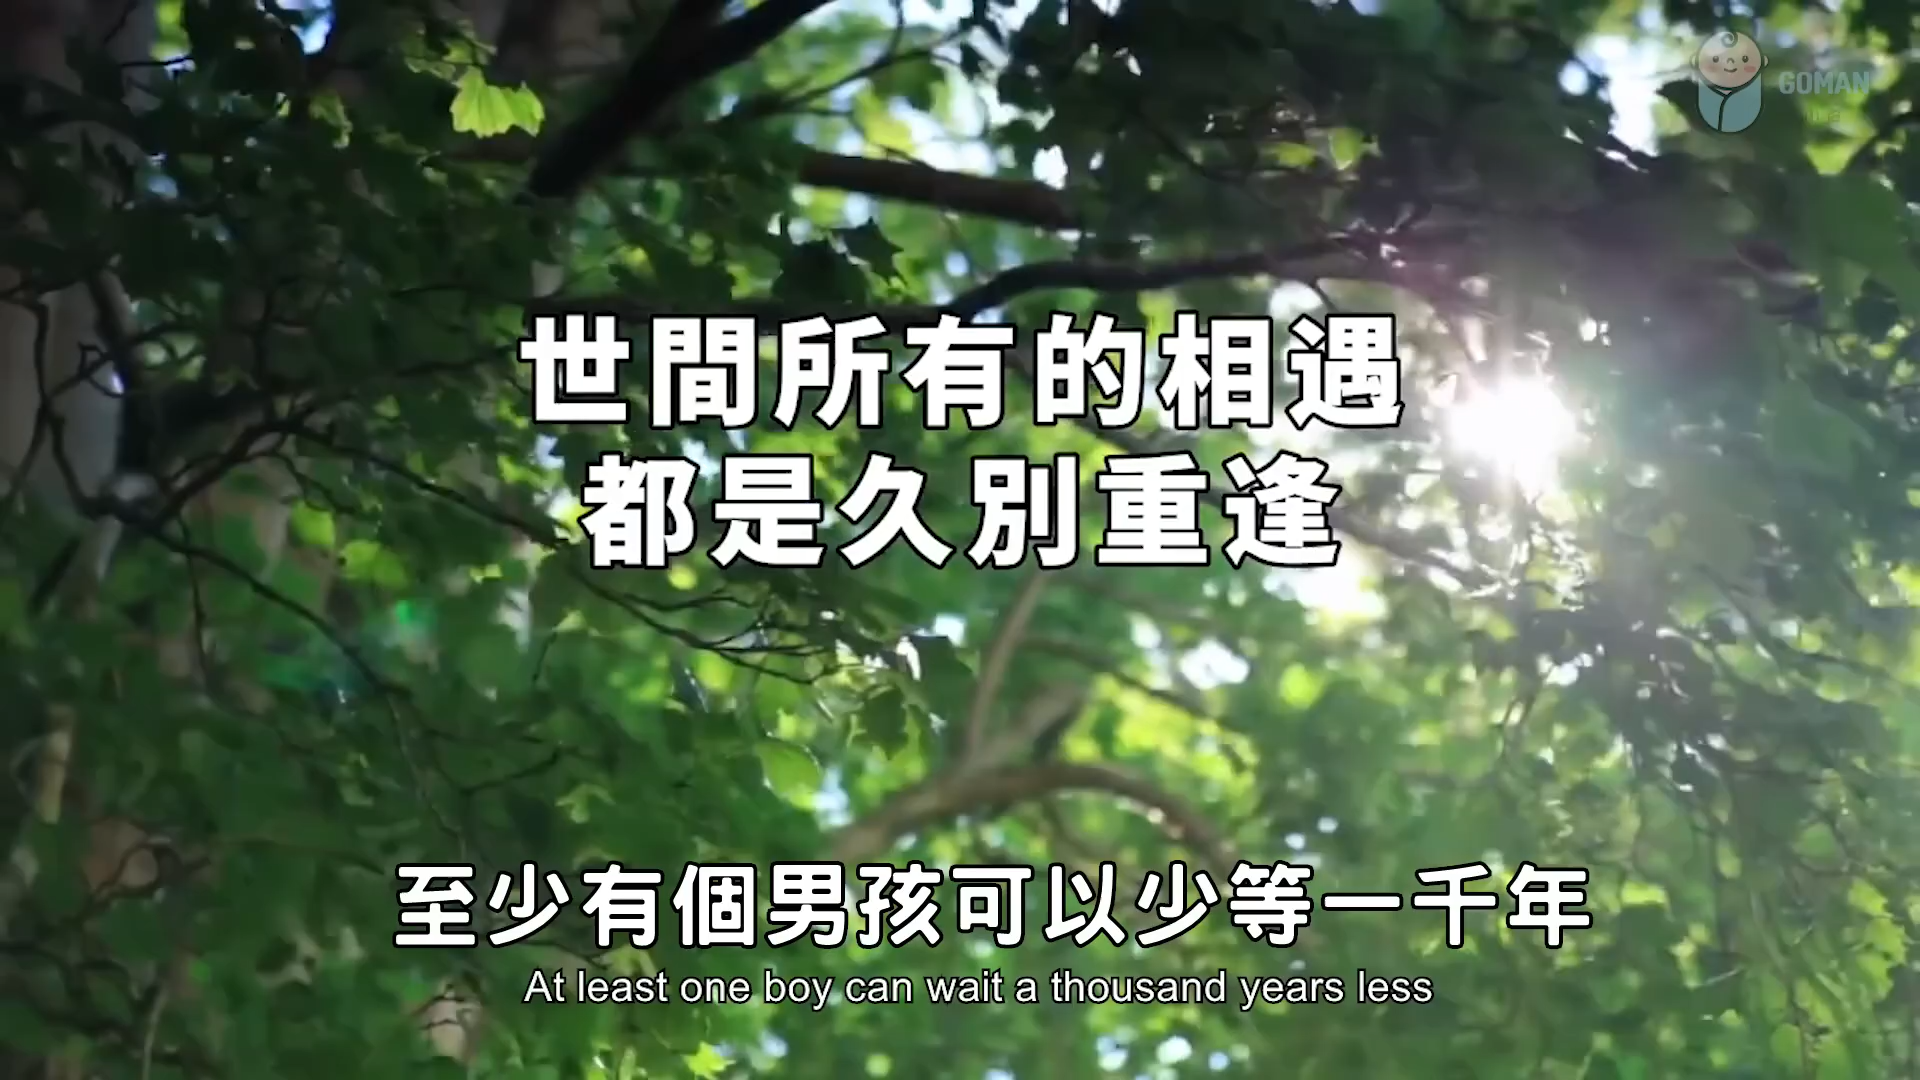 GOMAN
世間所有的相遇
都是久別重逢
至少有個男孩可以少等一千年
At least one boy can wait a thousand years less